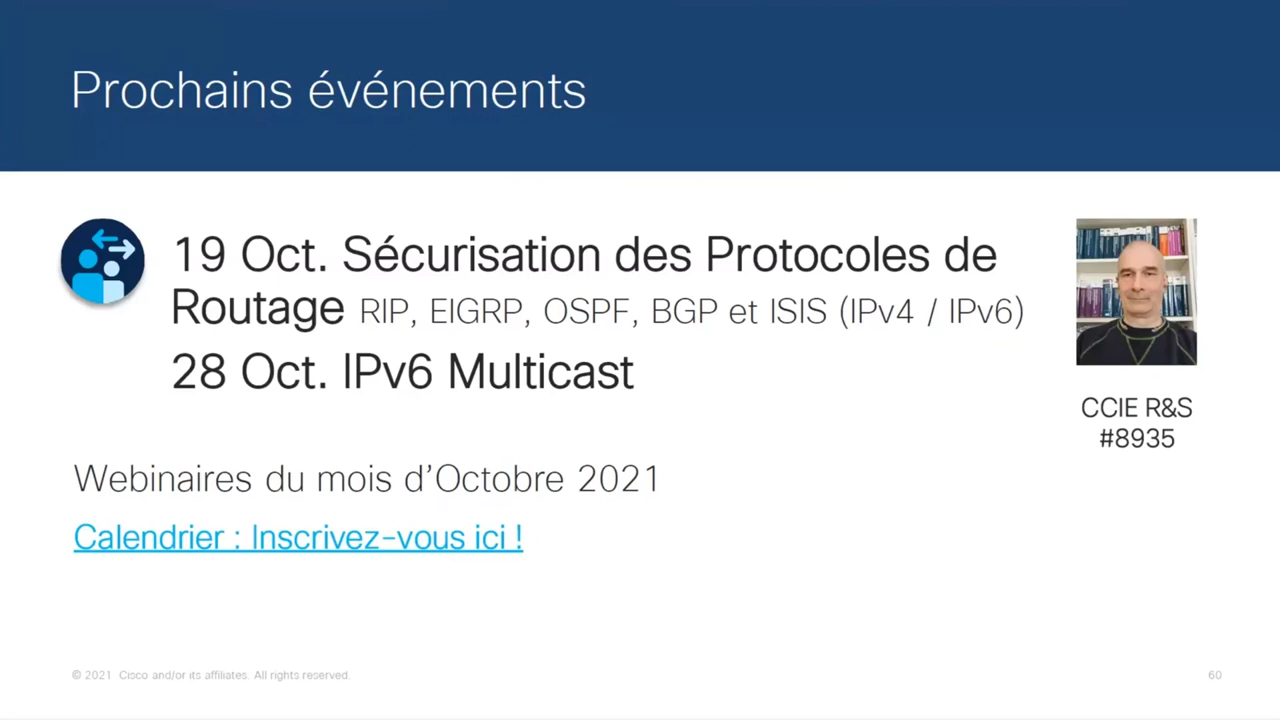 Prochains événements
19 Oct. Sécurisation des Protocoles de
Routage RIP, EIGRP, OSPF, BGP et ISIS (IPv4 / IPv6)
28 Oct. IPv6 Multicast
CCIE R&S
#8935
Webinaires du mois d’Octobre 2021
Calendrier : Inscrivez-vous ici !
© 2021 Cisco and/or its affiliates. All rights reserved.
60